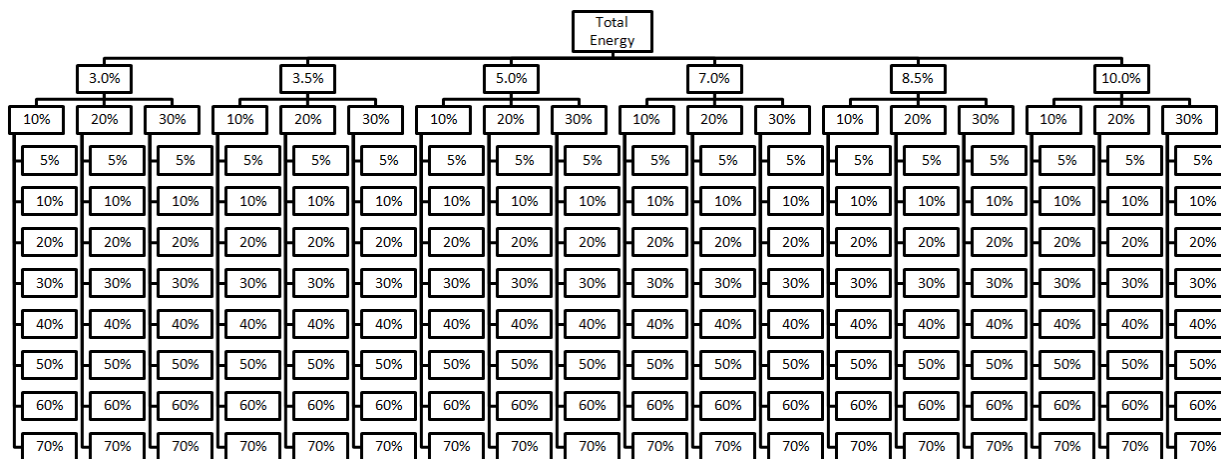 Total
Energy
3.0% 3.5% 5.0% 7.0% 8.5% 10.0%
10% 20% 30% 10% 20% 30% 10% 20% 30% 10% 20% 30% 10% 20% 30% 10% 20% 30%
5% 5% 5% 5% 5% 5% 5% 5% 5% 5% 5% 5% 5% 5% 5% 5% 5% 5%
10% 10% 10% 10% 10% 10% 10% 10% 10% 10% 10% 10% 10% 10% 10% 10% 10% 10%
20% 20% 20% 20% 20% 20% 20% 20% 20% 20% 20% 20% 20% 20% 20% 20% 20% 20%
30% 30% 30% 30% 30% 30% 30% 30% 30% 30% 30% 30% 30% 30% 30% 30% 30% 30%
40% 40% 40% 40% 40% 40% 40% 40% 40% 40% 40% 40% 40% 40% 40% 40% 40% 40%
50% 50% 50% 50% 50% 50% 50% 50% 50% 50% 50% 50% 50% 50% 50% 50% 50% 50%
60% 60% 60% 60% 60% 60% 60% 60% 60% 60% 60% 60% 60% 60% 60% 60% 60% 60%
70% 70% 70% 70% 70% 70% 70% 70% 70% 70% 70% 70% 70% 70% 70% 70% 70% 70%